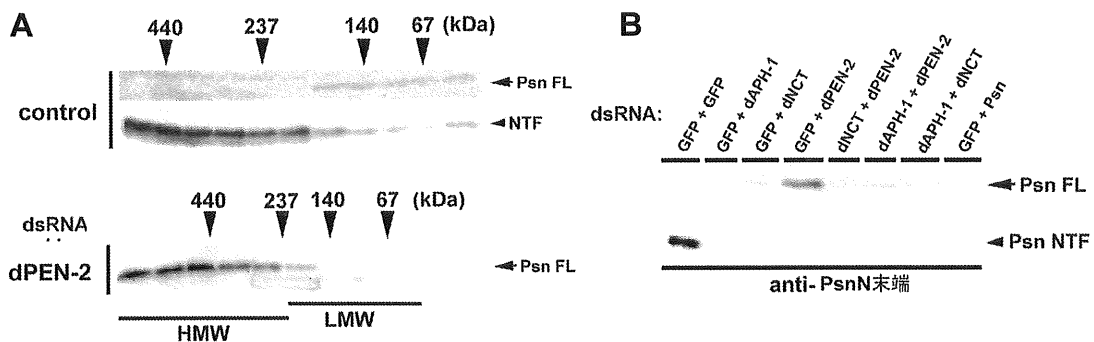 A
440 237 140 67 (kDa)
control
Psn FL
NTF
440 237 140 67 (kDa)
dsRNA
dPEN-2
Psn FL
HMW LMW
B
dsRNA:
GFP + GFP
GFP + dAPH-1
GFP + dNCT
GFP + dPEN-2
dNCT + dPEN-2
dAPH-1 + dPEN-2
dAPH-1 + dNCT
GFP + Psn
Psn FL
Psn NTF
anti-PsnN末端